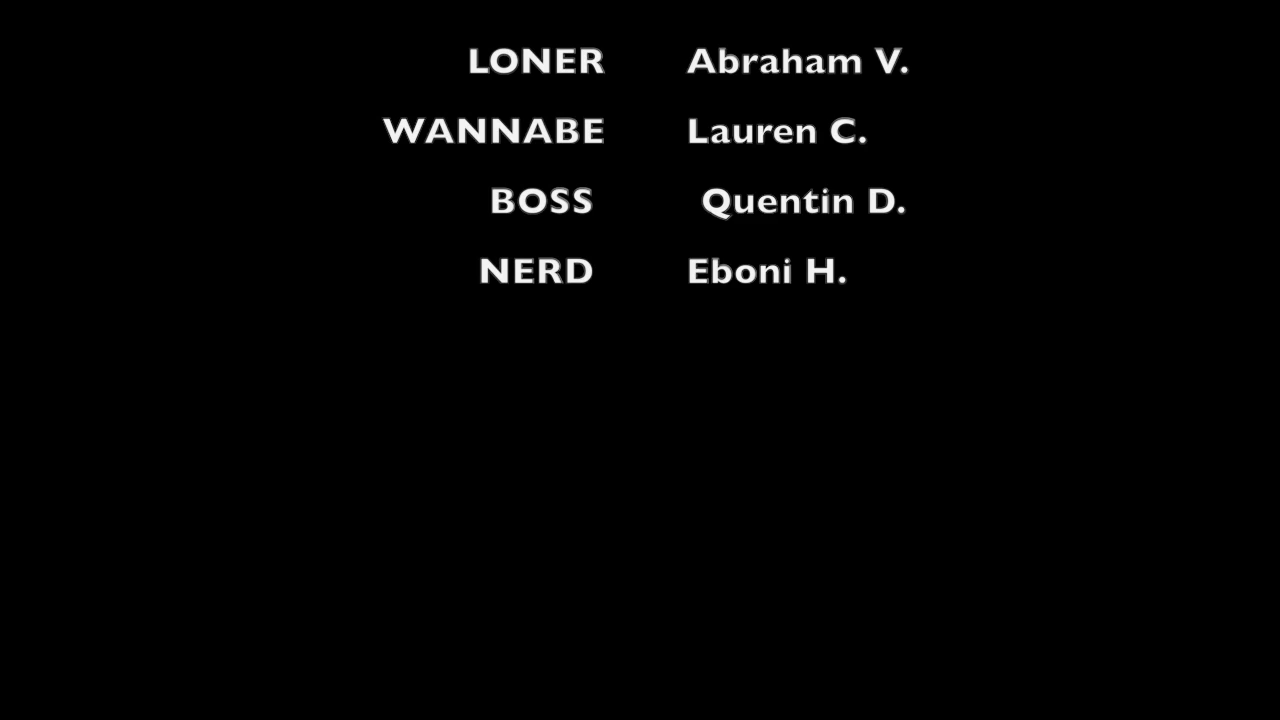 LONER Abraham V.
WANNABE Lauren C.
BOSS Quentin D.
NERD Eboni H.